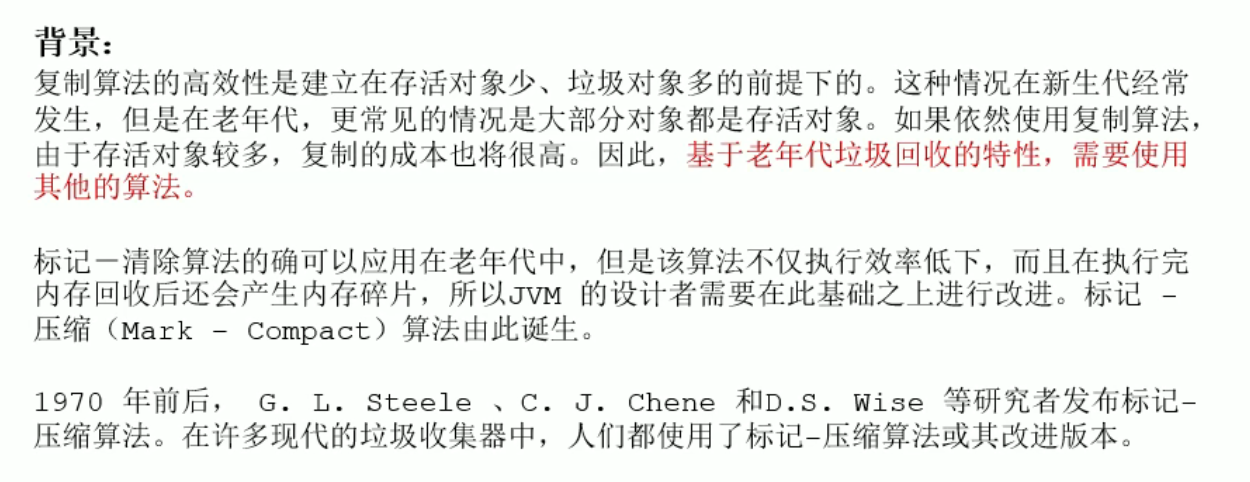 背景：
复制算法的高效性是建立在存活对象少、垃圾对象多的前提下的。这种情况在新生代经常
发生，但是在老年代，更常见的情况是大部分对象都是存活对象。如果依然使用复制算法，
由于存活对象较多，复制的成本也将很高。因此，基于老年代垃圾回收的特性，需要使用
其他的算法。
标记－清除算法的确可以应用在老年代中，但是该算法不仅执行效率低下，而且在执行完
内存回收后还会产生内存碎片，所以JVM 的设计者需要在此基础之上进行改进。标记 -
压缩（Mark - Compact）算法由此诞生。
1970 年前后， G. L. Steele 、C. J. Chene 和D.S. Wise 等研究者发布标记-
压缩算法。在许多现代的垃圾收集器中，人们都使用了标记-压缩算法或其改进版本。